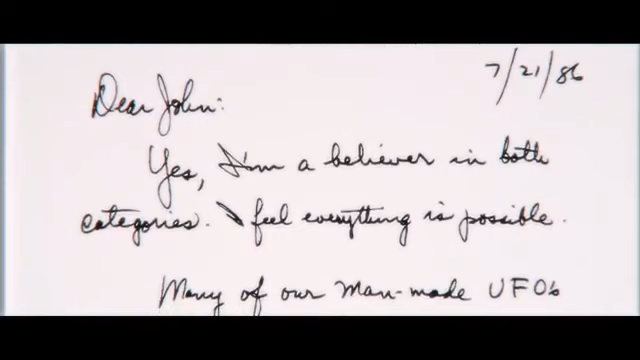 7/21/86
Dear John:
Yes, I'm a believer in both
categories. I feel everything is possible.
Many of our man-made UFO's